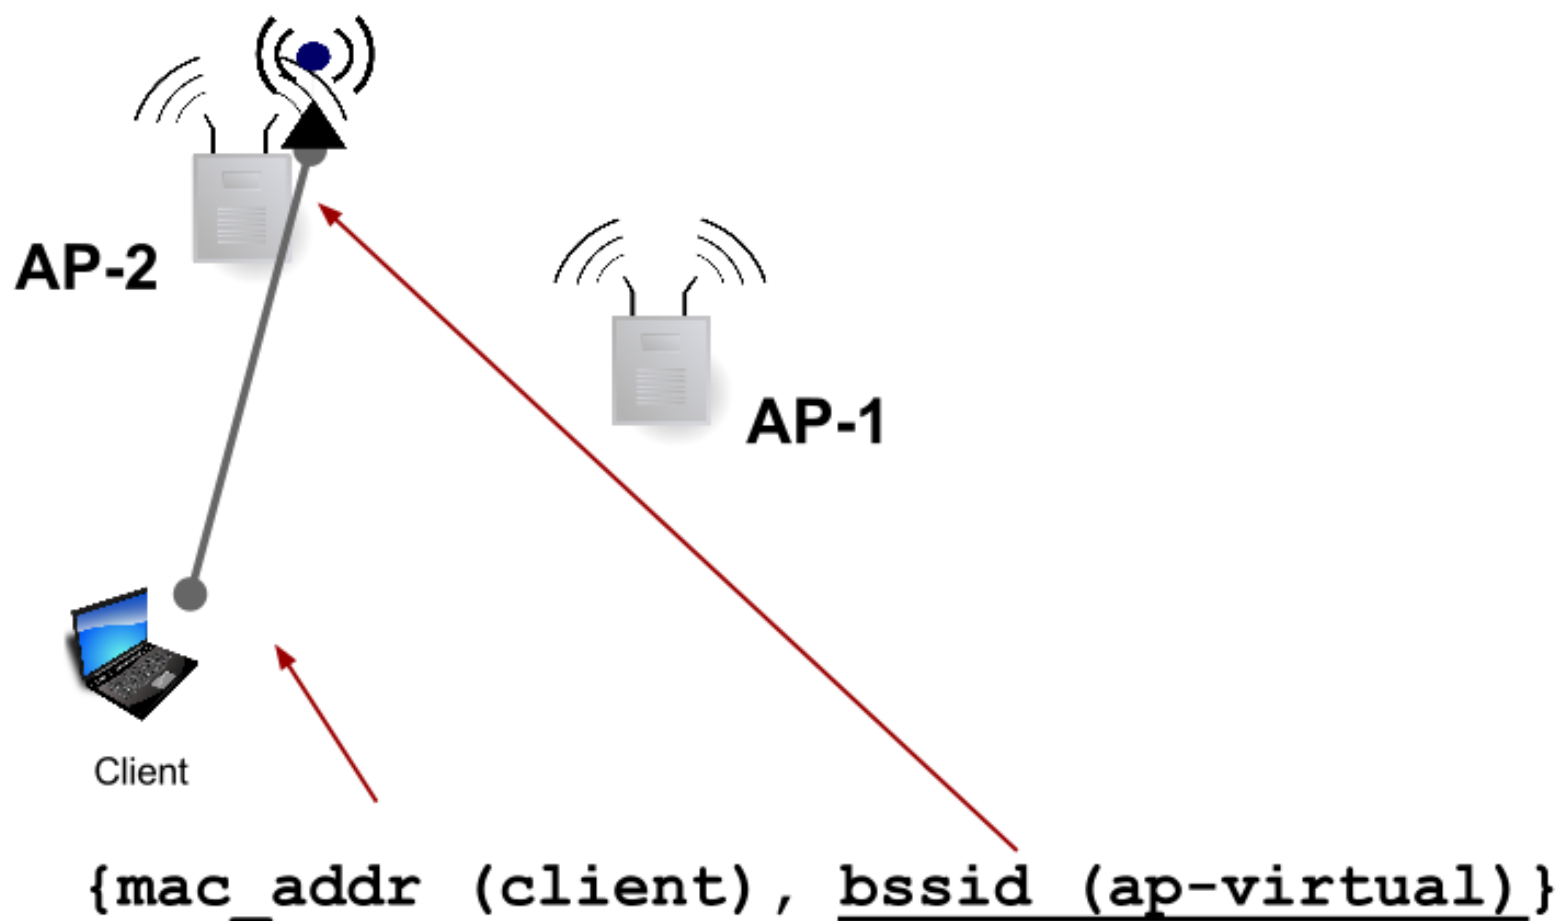 AP-2
AP-1
Client
{mac_addr (client), bssid (ap-virtual)}